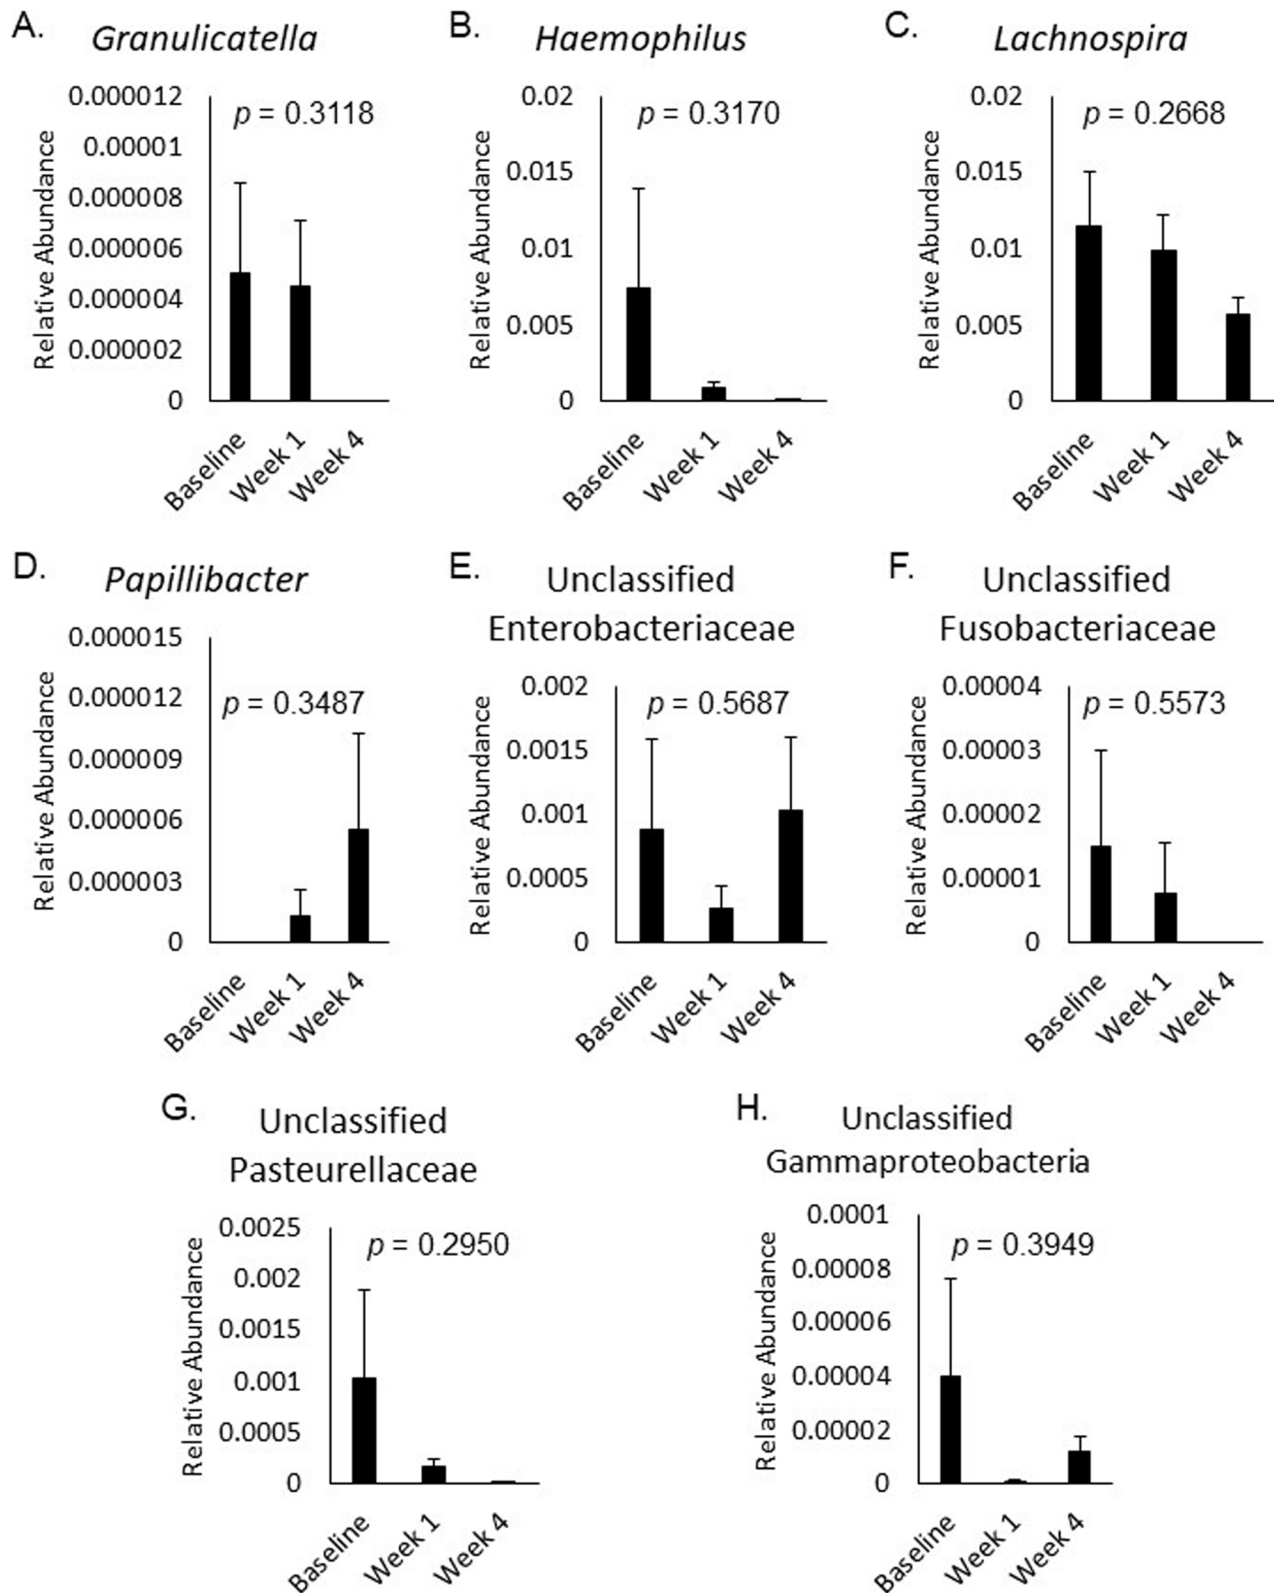 A.
Granulicatella
0.000012
0.00001
0.000008
0.000006
0.000004
0.000002
0
Relative Abundance
p = 0.3118
Baseline
Week 1
Week 4
B.
Haemophilus
0.02
0.015
0.01
0.005
0
Relative Abundance
p = 0.3170
Baseline
Week 1
Week 4
C.
Lachnospira
0.02
0.015
0.01
0.005
0
Relative Abundance
p = 0.2668
Baseline
Week 1
Week 4
D.
Papillibacter
0.000015
0.000012
0.000009
0.000006
0.000003
0
Relative Abundance
p = 0.3487
Baseline
Week 1
Week 4
E.
Unclassified
Enterobacteriaceae
0.002
0.0015
0.001
0.0005
0
Relative Abundance
p = 0.5687
Baseline
Week 1
Week 4
F.
Unclassified
Fusobacteriaceae
0.00004
0.00003
0.00002
0.00001
0
Relative Abundance
p = 0.5573
Baseline
Week 1
Week 4
G.
Unclassified
Pasteurellaceae
0.0025
0.002
0.0015
0.001
0.0005
0
Relative Abundance
p = 0.2950
Baseline
Week 1
Week 4
H.
Unclassified
Gammaproteobacteria
0.0001
0.00008
0.00006
0.00004
0.00002
0
Relative Abundance
p = 0.3949
Baseline
Week 1
Week 4